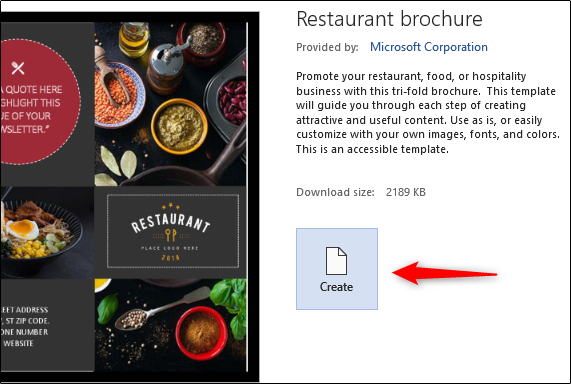 Restaurant brochure
Provided by: Microsoft Corporation
Promote your restaurant, food, or hospitality
business with this tri-fold brochure. This template
will guide you through each step of creating
attractive and useful content. Use as is, or easily
customize with your own images, fonts, and colors.
This is an accessible template.
Download size: 2189 KB
Create
A QUOTE HERE
HIGHLIGHT THIS
UE OF YOUR
WSLETTER."
RESTAURANT
PLACE LOGO HERE
2018
EET ADDRESS
, ST ZIP CODE.
ONE NUMBER
WEBSITE